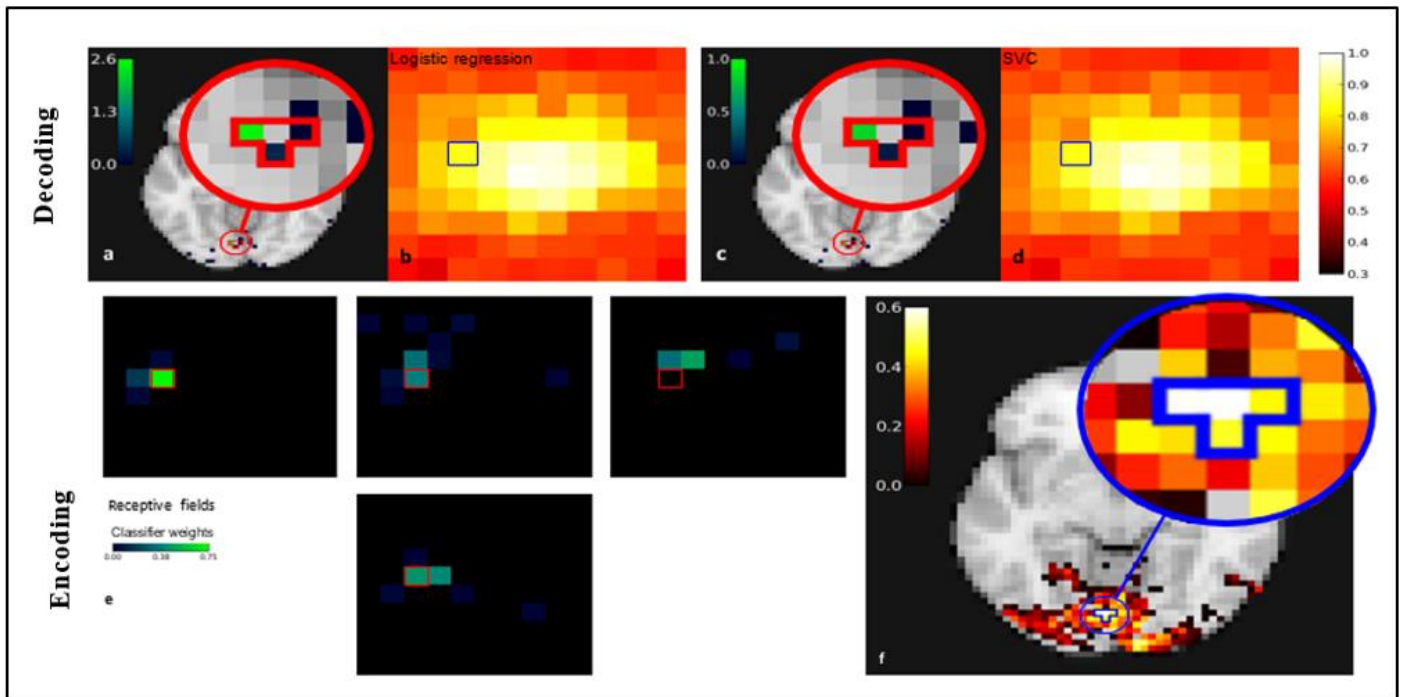 Decoding
2.6
1.3
0.0
a
Logistic regression
b
1.0
0.5
0.0
c
SVC
d
1.0
0.9
0.8
0.7
0.6
0.5
0.4
0.3
Encoding
Receptive fields
Classifier weights
0.00 0.38 0.75
e
0.6
0.4
0.2
0.0
f